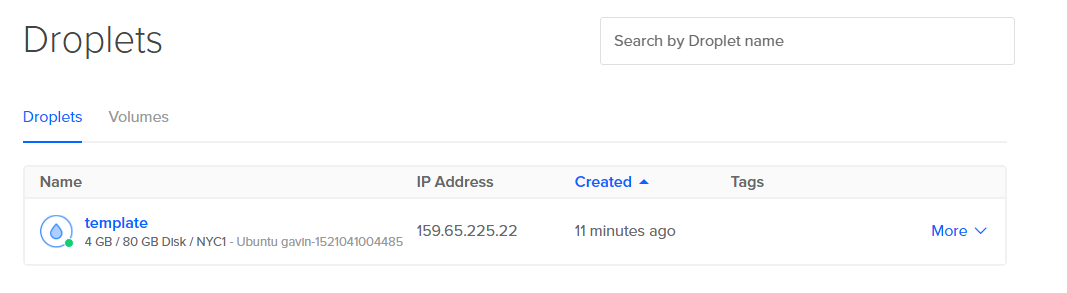 Droplets
Search by Droplet name
Droplets
Volumes
Name
IP Address
Created
Tags
template
4 GB / 80 GB Disk / NYC1 - Ubuntu gavin-1521041004485
159.65.225.22
11 minutes ago
More